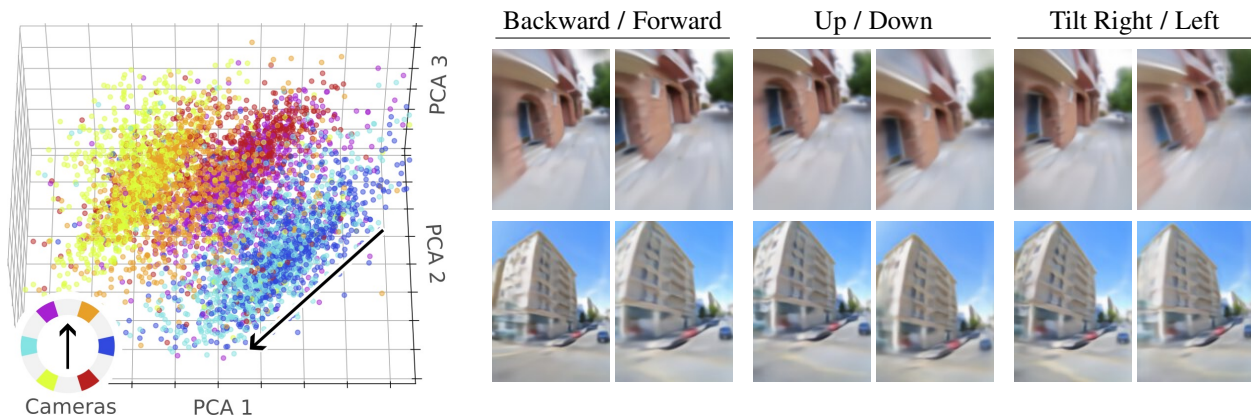 Backward / Forward
Up / Down
Tilt Right / Left
PCA 3
PCA 2
Cameras
PCA 1